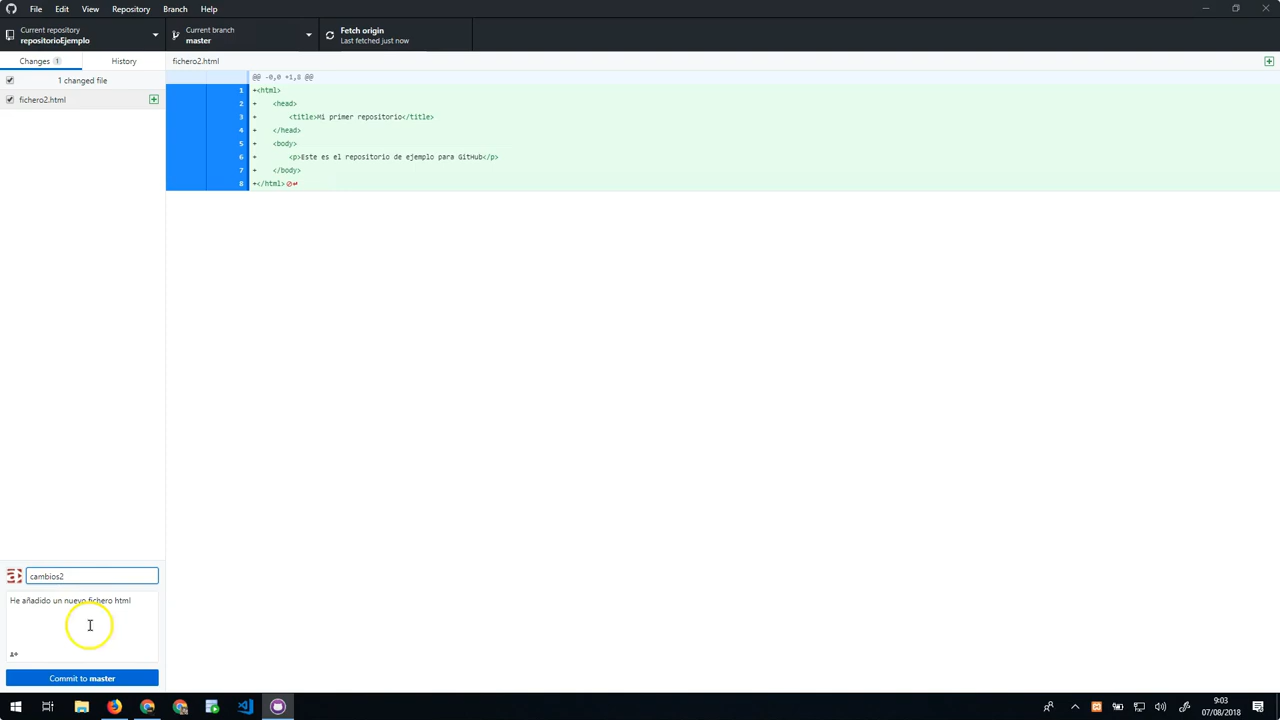 File Edit View Repository Branch Help
Current repository
repositorioEjemplo
Current branch
master
Fetch origin
Last fetched just now
Changes 1
History
fichero2.html
1 changed file
fichero2.html
@@ -0,0 +1,8 @@
1 +<html>
2 + <head>
3 + <title>Mi primer repositorio</title>
4 + </head>
5 + <body>
6 + <p>Este es el repositorio de ejemplo para GitHub</p>
7 + </body>
8 +</html>
cambios2
He añadido un nuevo fichero html
Commit to master
9:03
07/08/2018